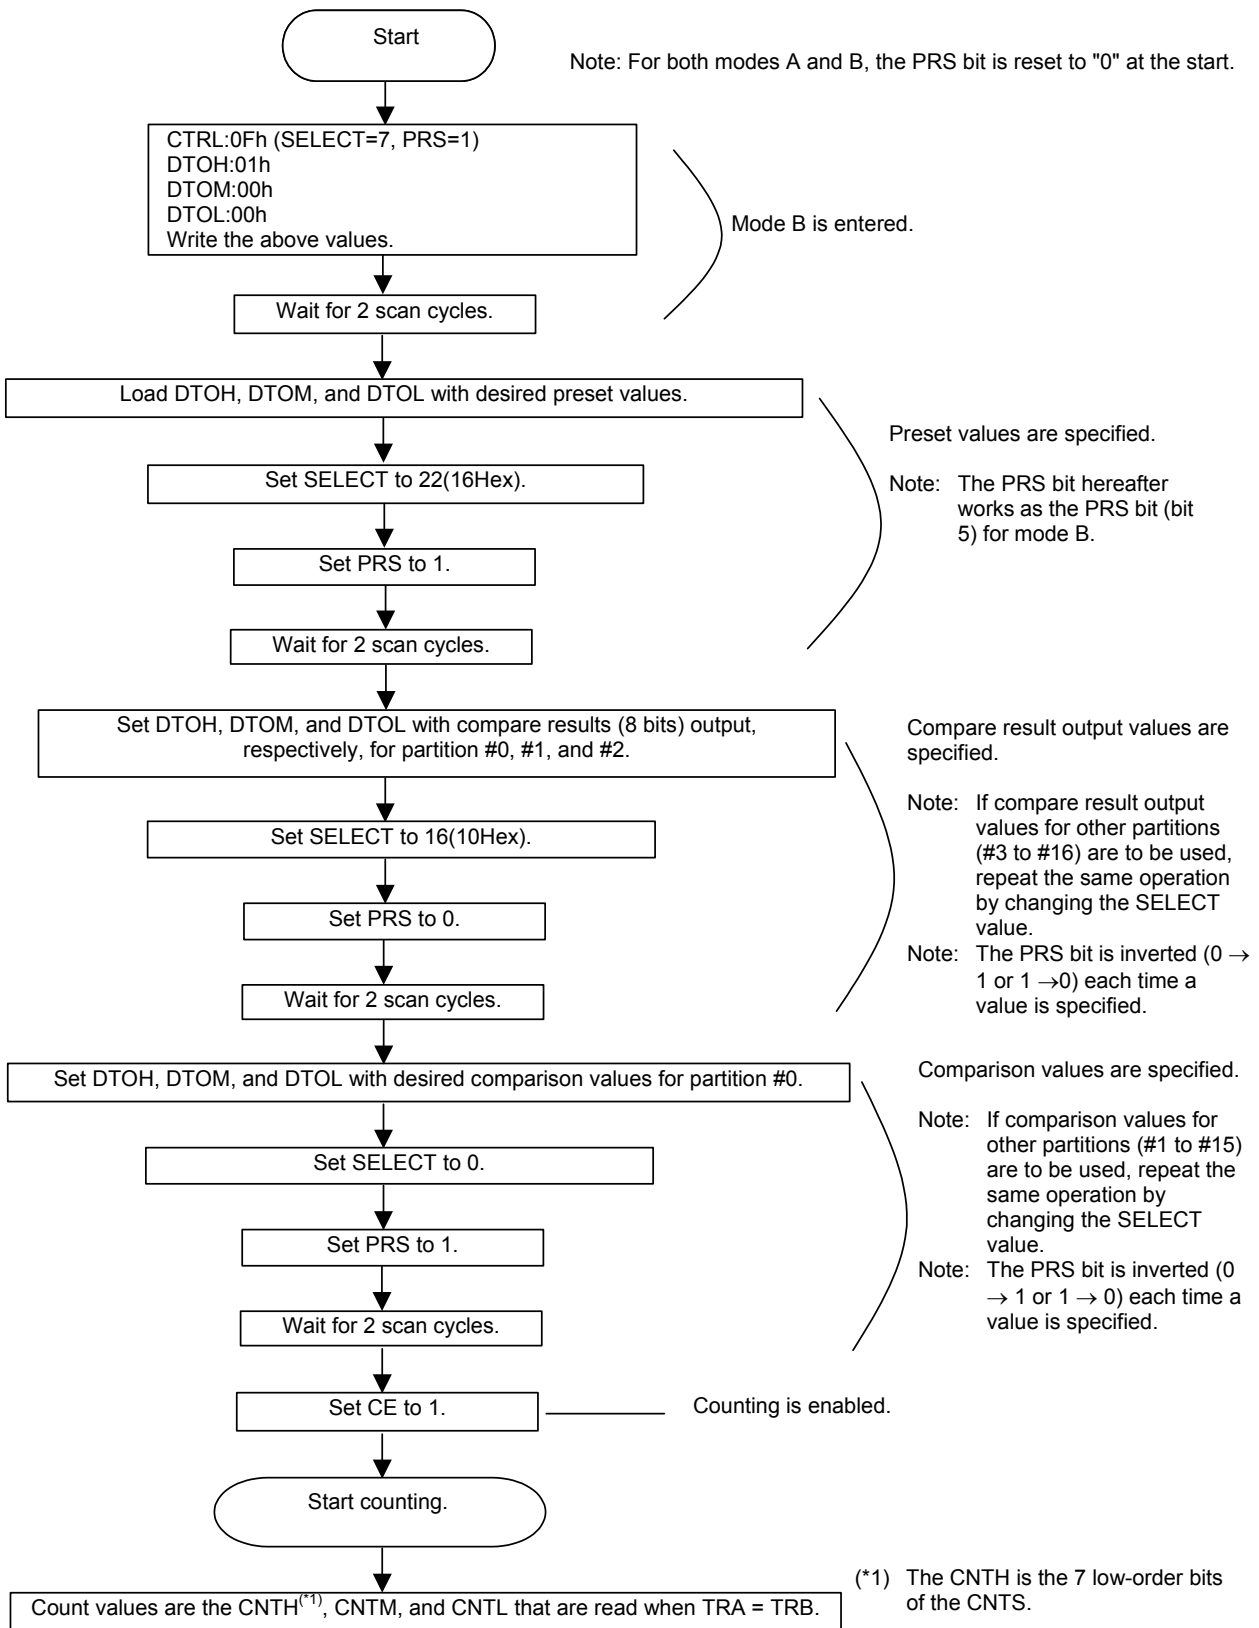 Start
Note: For both modes A and B, the PRS bit is reset to "0" at the start.
CTRL:0Fh (SELECT=7, PRS=1)
DTOH:01h
DTOM:00h
DTOL:00h
Write the above values.
Mode B is entered.
Wait for 2 scan cycles.
Load DTOH, DTOM, and DTOL with desired preset values.
Preset values are specified.
Set SELECT to 22(16Hex).
Note: The PRS bit hereafter
works as the PRS bit (bit
5) for mode B.
Set PRS to 1.
Wait for 2 scan cycles.
Set DTOH, DTOM, and DTOL with compare results (8 bits) output,
respectively, for partition #0, #1, and #2.
Compare result output values are
specified.
Note: If compare result output
values for other partitions
(#3 to #16) are to be used,
repeat the same operation
by changing the SELECT
value.
Note: The PRS bit is inverted (0 →
1 or 1 →0) each time a
value is specified.
Set SELECT to 16(10Hex).
Set PRS to 0.
Wait for 2 scan cycles.
Set DTOH, DTOM, and DTOL with desired comparison values for partition #0.
Comparison values are specified.
Note: If comparison values for
other partitions (#1 to #15)
are to be used, repeat the
same operation by
changing the SELECT
value.
Note: The PRS bit is inverted (0
→ 1 or 1 → 0) each time a
value is specified.
Set SELECT to 0.
Set PRS to 1.
Wait for 2 scan cycles.
Set CE to 1.
Counting is enabled.
Start counting.
Count values are the CNTH(*1), CNTM, and CNTL that are read when TRA = TRB.
(*1) The CNTH is the 7 low-order bits
of the CNTS.